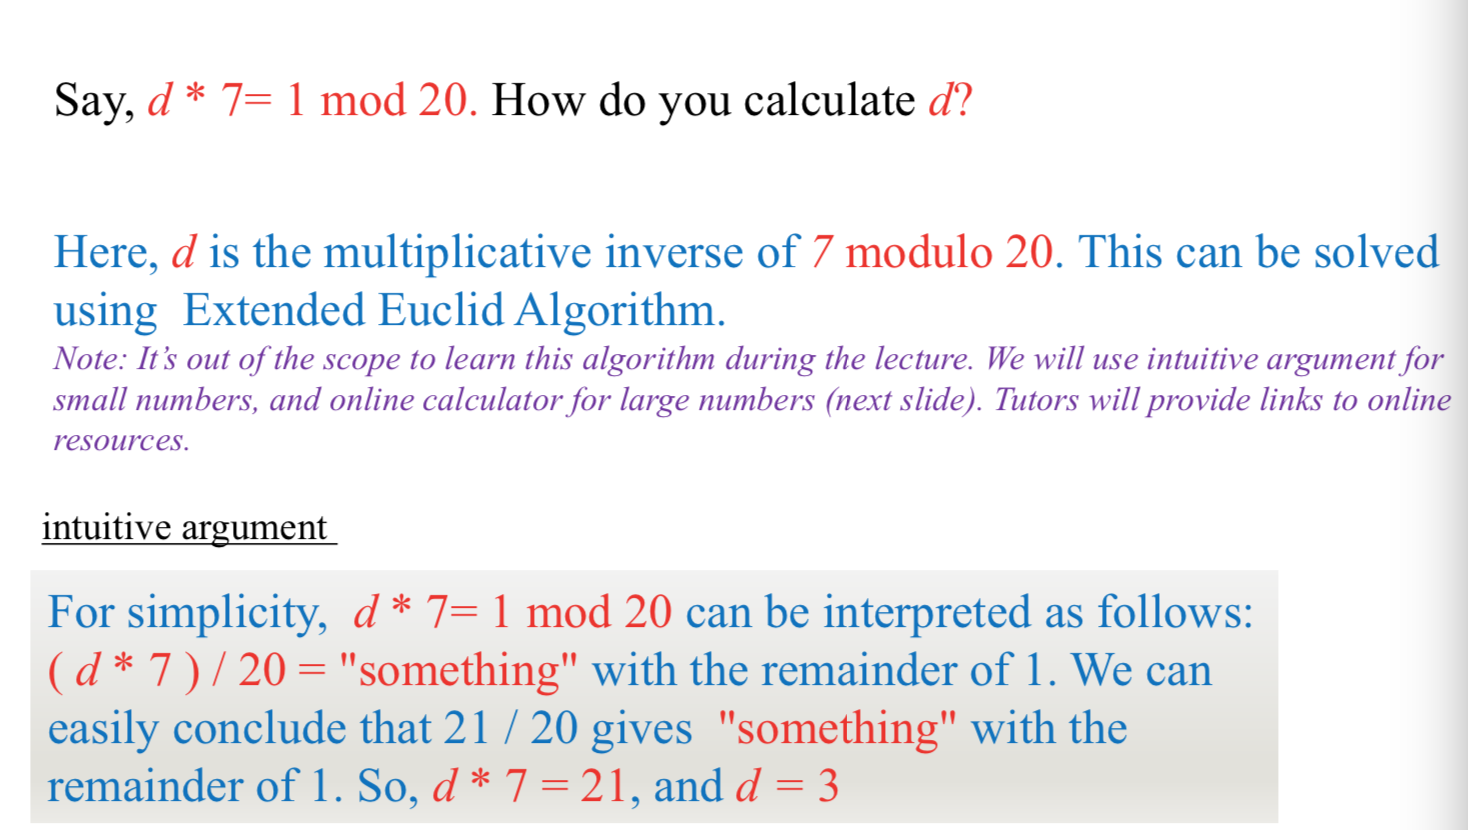 Say, d * 7= 1 mod 20. How do you calculate d?
Here, d is the multiplicative inverse of 7 modulo 20. This can be solved
using  Extended Euclid Algorithm.
Note: It’s out of the scope to learn this algorithm during the lecture. We will use intuitive argument for
small numbers, and online calculator for large numbers (next slide). Tutors will provide links to online
resources.
intuitive argument
For simplicity,  d * 7= 1 mod 20 can be interpreted as follows:
( d * 7 ) / 20 = "something" with the remainder of 1. We can
easily conclude that 21 / 20 gives  "something" with the
remainder of 1. So, d * 7 = 21, and d = 3